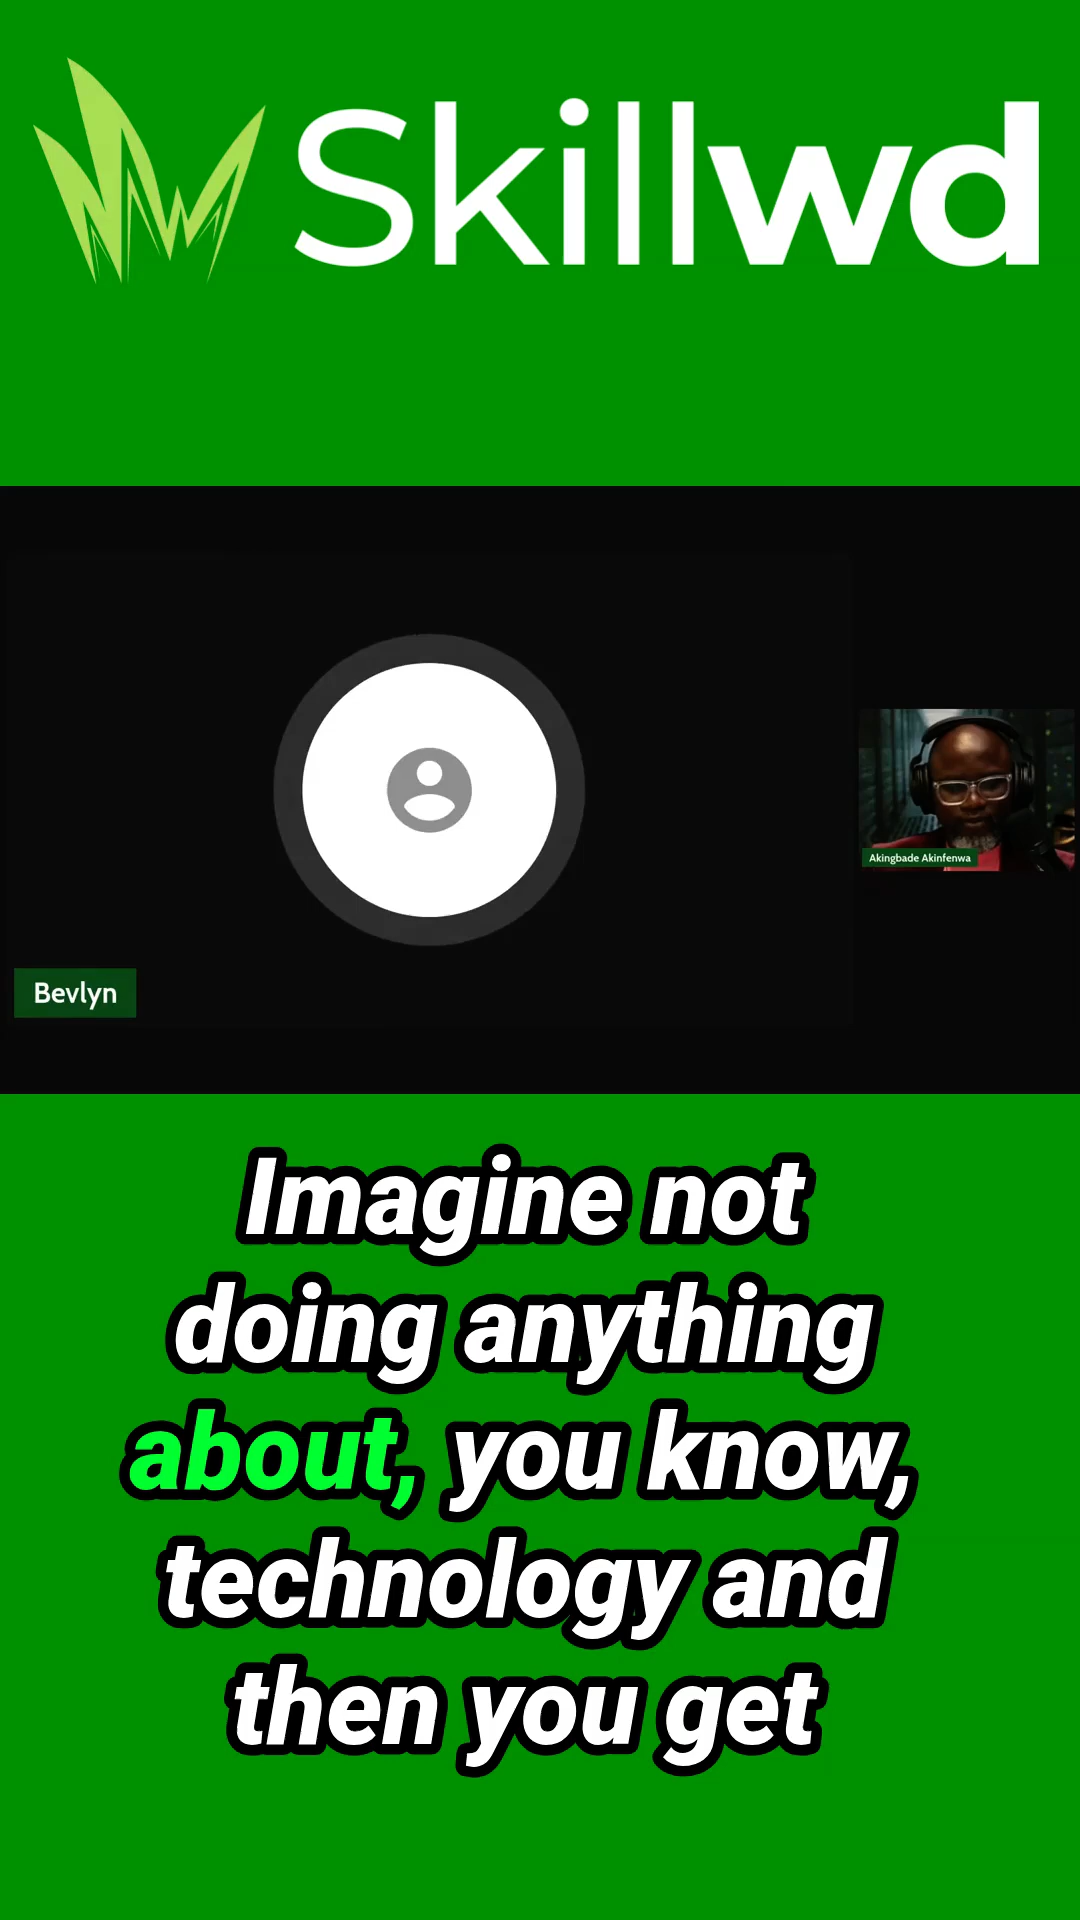 Skillwd
Akingbade Akinfenwa
Bevlyn
Imagine not
doing anything
about, you know,
technology and
then you get